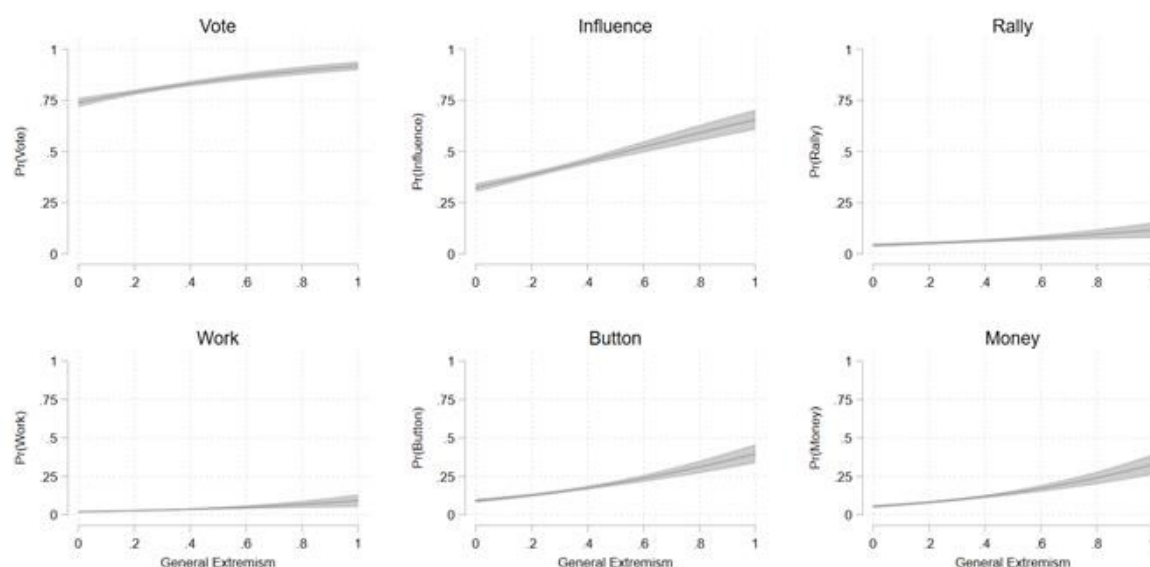 Vote
Influence
Rally
1
.75
.5
.25
0
Pr(Vote)
0 .2 .4 .6 .8 1
1
.75
.5
.25
0
Pr(Influence)
0 .2 .4 .6 .8 1
1
.75
.5
.25
0
Pr(Rally)
0 .2 .4 .6 .8 1
Work
Button
Money
1
.75
.5
.25
0
Pr(Work)
0 .2 .4 .6 .8 1
General Extremism
1
.75
.5
.25
0
Pr(Button)
0 .2 .4 .6 .8 1
General Extremism
1
.75
.5
.25
0
Pr(Money)
0 .2 .4 .6 .8 1
General Extremism